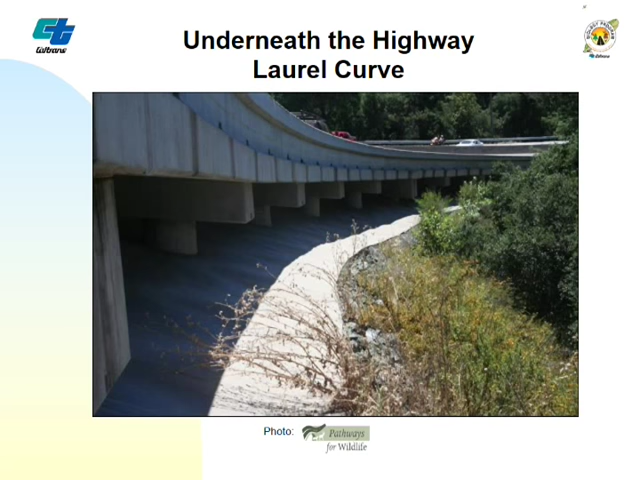 Underneath the Highway
Laurel Curve
Caltrans
Photo:
Pathways
for Wildlife